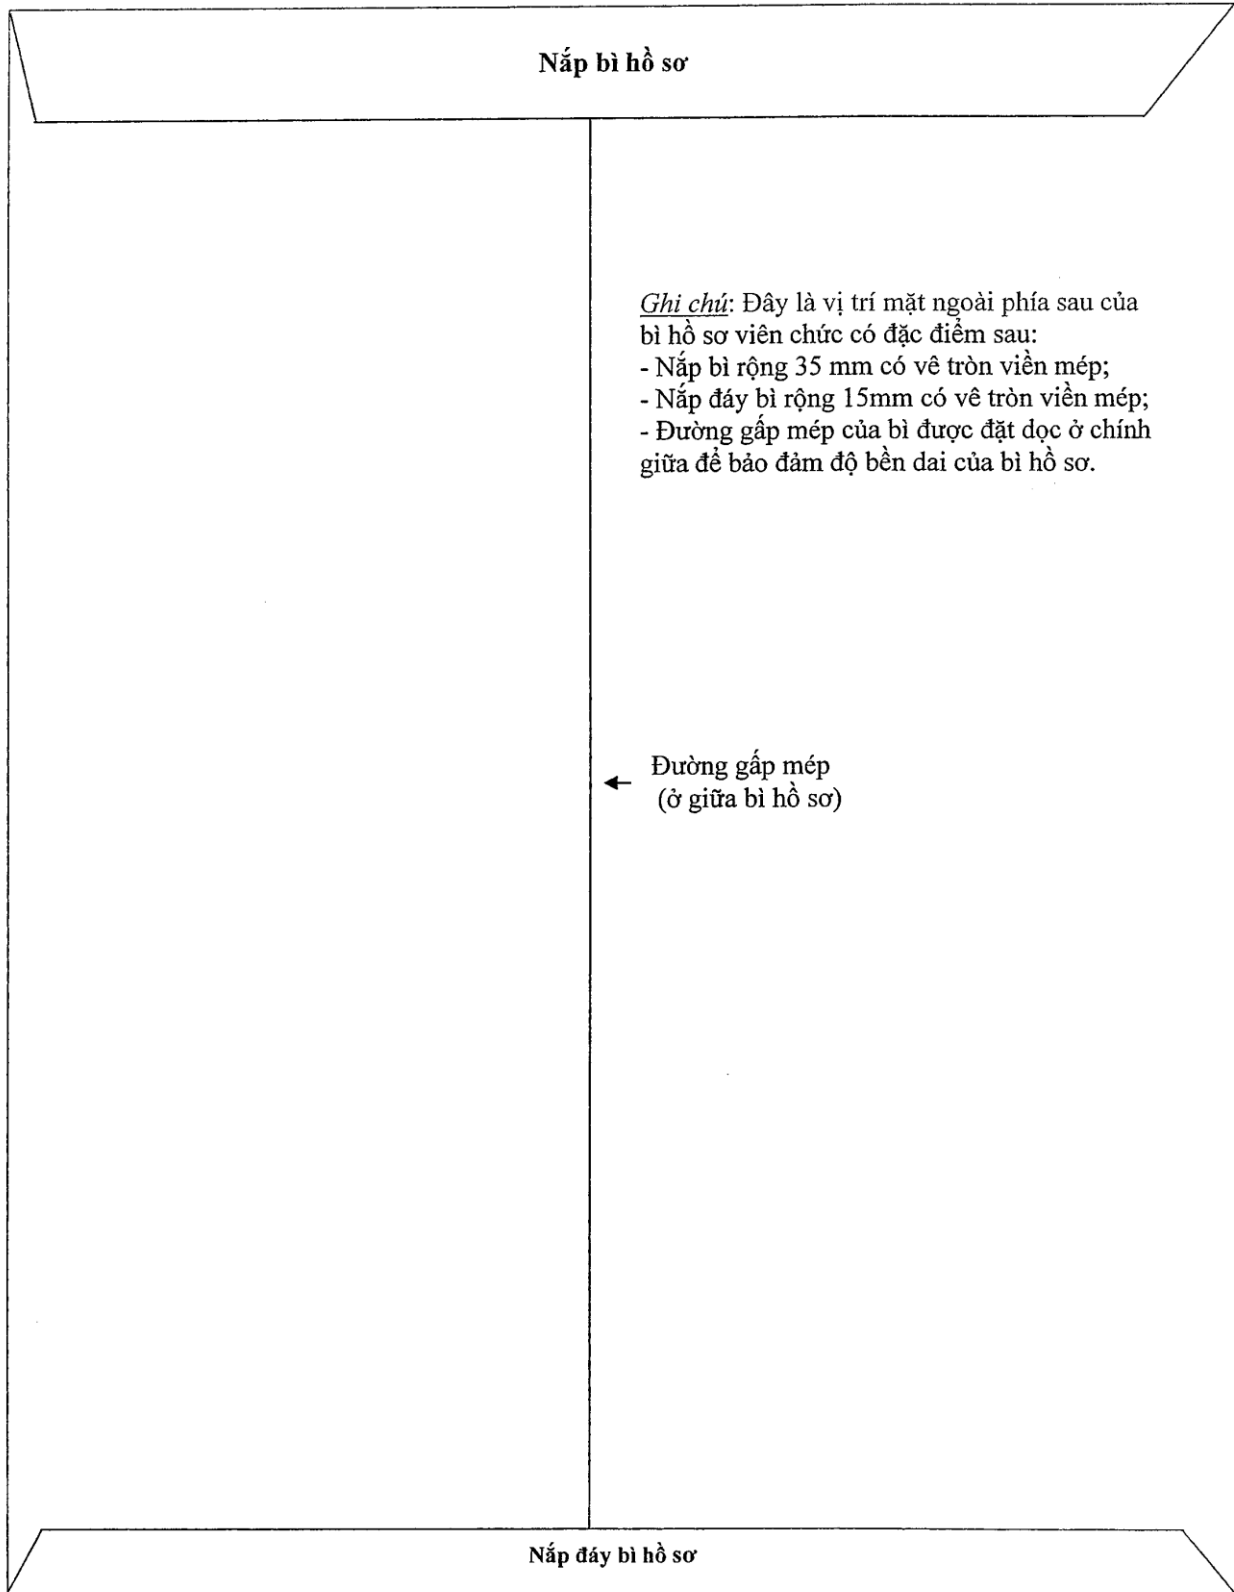 Nắp bì hồ sơ
Ghi chú: Đây là vị trí mặt ngoài phía sau của
bì hồ sơ viên chức có đặc điểm sau:
- Nắp bì rộng 35 mm có vê tròn viền mép;
- Nắp đáy bì rộng 15mm có vê tròn viền mép;
- Đường gấp mép của bì được đặt dọc ở chính
giữa để bảo đảm độ bền dai của bì hồ sơ.
Đường gấp mép
(ở giữa bì hồ sơ)
Nắp đáy bì hồ sơ